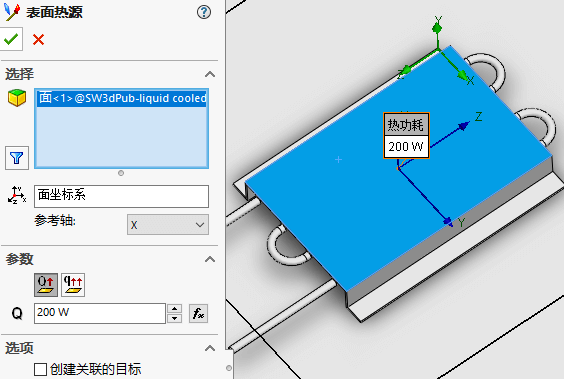 表面热源
选择
面<1>@SW3dPub-liquid cooled
面坐标系
参考轴:
X
参数
Q
200 W
选项
创建关联的目标
Y
Z
X
热功耗
200 W
Z
Y